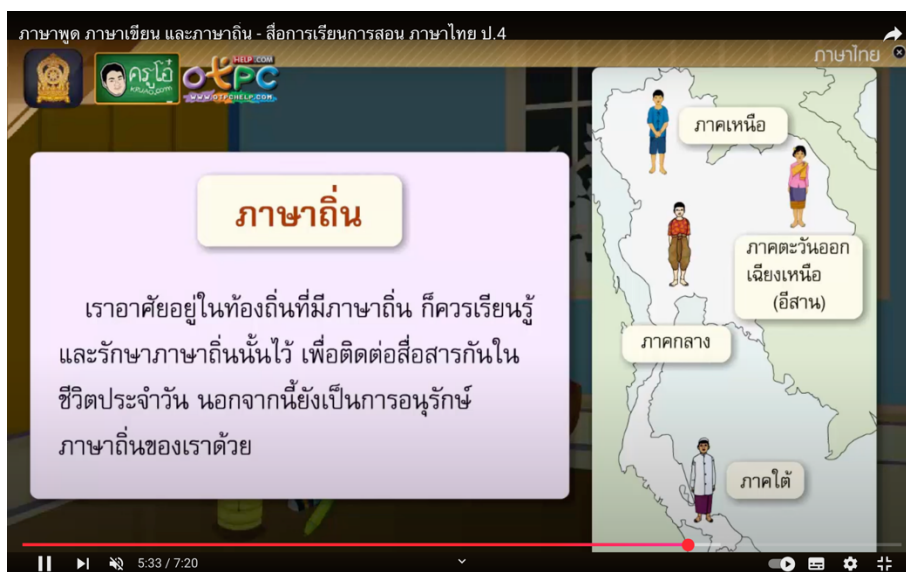 ภาษาพูด ภาษาเขียน และภาษาถิ่น - สื่อการเรียนการสอน ภาษาไทย ป.4
ภาษาไทย
ครูโอ๋
KRUAO.com
HELP.COM
OTPC
WWW.OTPCHELP.COM
ภาษาถิ่น
เราอาศัยอยู่ในท้องถิ่นที่มีภาษาถิ่น ก็ควรเรียนรู้
และรักษาภาษาถิ่นนั้นไว้ เพื่อติดต่อสื่อสารกันใน
ชีวิตประจำวัน นอกจากนี้ยังเป็นการอนุรักษ์
ภาษาถิ่นของเราด้วย
ภาคเหนือ
ภาคตะวันออก
เฉียงเหนือ
(อีสาน)
ภาคกลาง
ภาคใต้
5:33 / 7:20